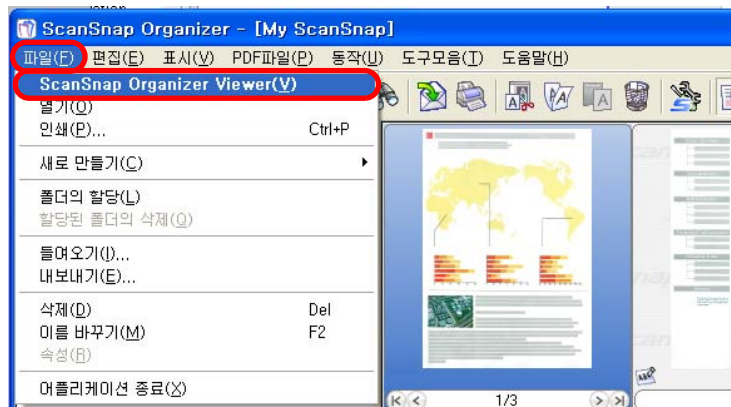 ScanSnap Organizer - [My ScanSnap]
파일(F) 편집(E) 표시(V) PDF파일(P) 동작(U) 도구모음(T) 도움말(H)
ScanSnap Organizer Viewer(V)
열기(O)
인쇄(P)... Ctrl+P
새로 만들기(C)
폴더의 할당(L)
할당된 폴더의 삭제(Q)
들여오기(I)...
내보내기(E)...
삭제(D) Del
이름 바꾸기(M) F2
속성(R)
어플리케이션 종료(X)
1/3